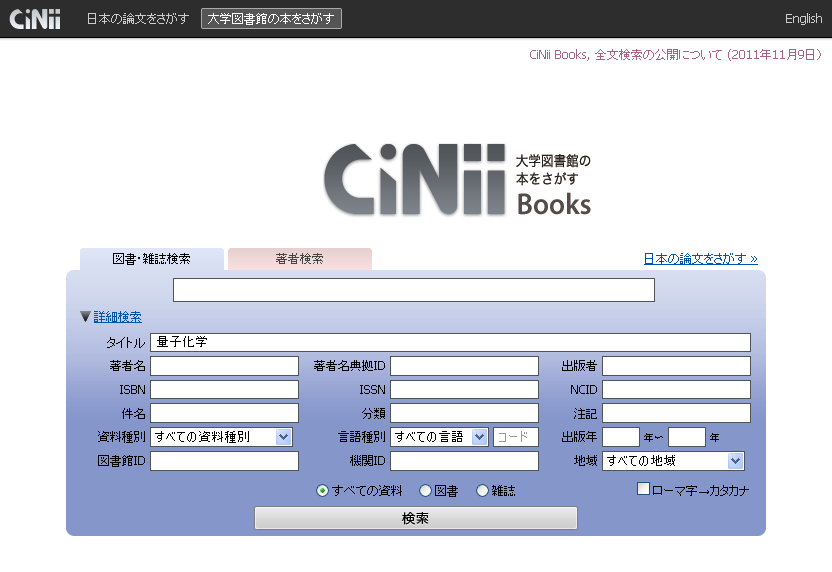 CiNii 日本の論文をさがす 大学図書館の本をさがす English
CiNii Books, 全文検索の公開について (2011年11月9日)
CiNii 大学図書館の
本をさがす
Books
図書・雑誌検索 著者検索 日本の論文をさがす »
▼詳細検索
タイトル 量子化学
著者名 著者名典拠ID 出版者
ISBN ISSN NCID
件名 分類 注記
資料種別 すべての資料種別 言語種別 すべての言語 コード 出版年 年~ 年
図書館ID 機関ID 地域 すべての地域
すべての資料 図書 雑誌 ローマ字→カタカナ
検索